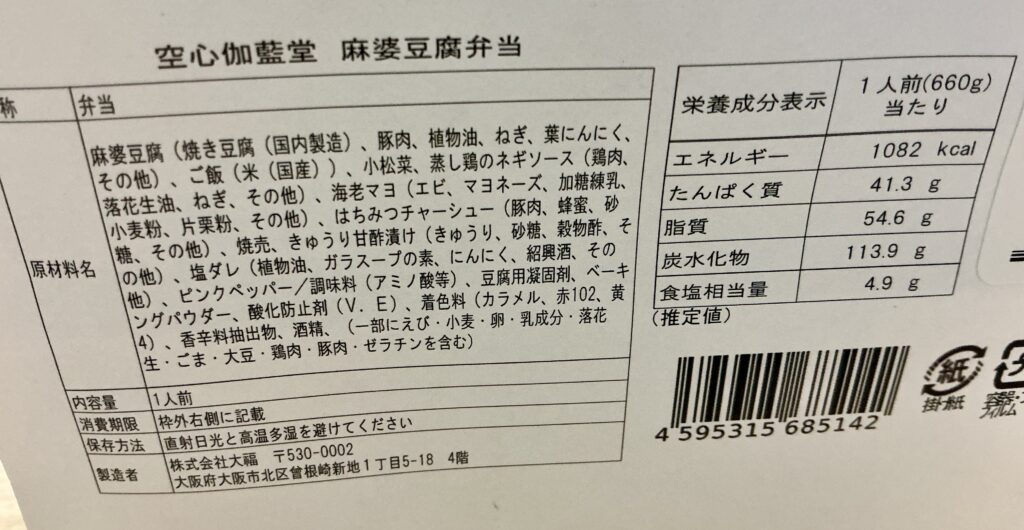 空心伽藍堂 麻婆豆腐弁当
称 弁当
原材料名
麻婆豆腐(焼き豆腐(国内製造)、豚肉、植物油、ねぎ、葉にんにく、
その他)、ご飯(米(国産))、小松菜、蒸し鶏のネギソース(鶏肉、
落花生油、ねぎ、その他)、海老マヨ(エビ、マヨネーズ、加糖練乳、
小麦粉、片栗粉、その他)、はちみつチャーシュー(豚肉、蜂蜜、砂
糖、その他)、焼売、きゅうり甘酢漬け(きゅうり、砂糖、穀物酢、そ
の他)、塩ダレ(植物油、ガラスープの素、にんにく、紹興酒、その
他)、ピンクペッパー/調味料(アミノ酸等)、豆腐用凝固剤、ベーキ
ングパウダー、酸化防止剤(V.E)、着色料(カラメル、赤102、黄
4)、香辛料抽出物、酒精、(一部にえび・小麦・卵・乳成分・落花
生・ごま・大豆・鶏肉・豚肉・ゼラチンを含む)
内容量 1人前
消費期限 枠外右側に記載
保存方法 直射日光と高温多湿を避けてください
製造者
株式会社大福 〒530-0002
大阪府大阪市北区曽根崎新地1丁目5-18 4階
栄養成分表示 1人前(660g)
当たり
エネルギー 1082 kcal
たんぱく質 41.3 g
脂質 54.6 g
炭水化物 113.9 g
食塩相当量 4.9 g
(推定値)
4 595315 685142
紙
掛・紙